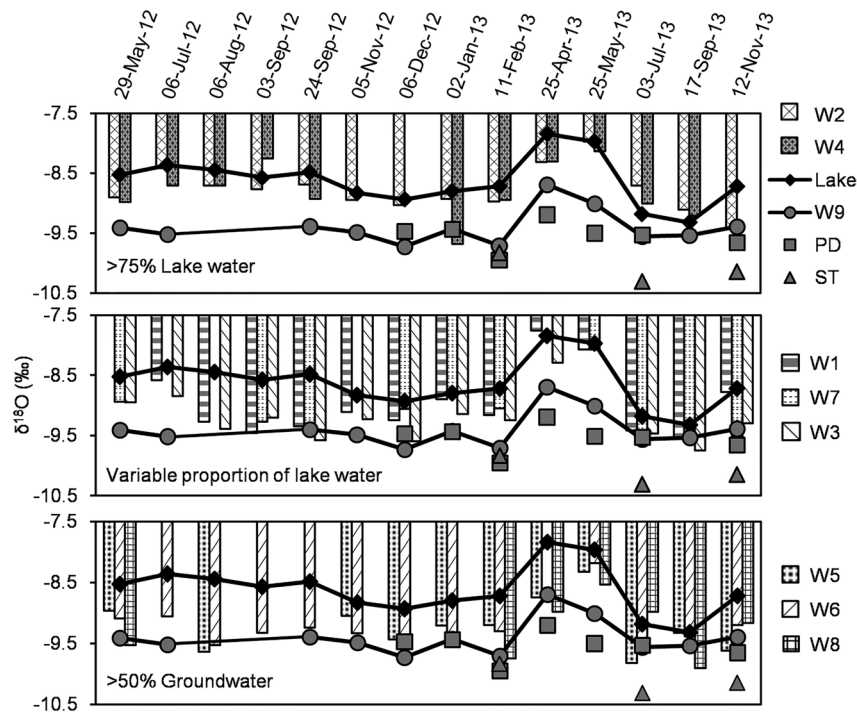 29-May-12
06-Jul-12
06-Aug-12
03-Sep-12
24-Sep-12
05-Nov-12
06-Dec-12
02-Jan-13
11-Feb-13
25-Apr-13
25-May-13
03-Jul-13
17-Sep-13
12-Nov-13
-7.5
-8.5
-9.5
-10.5
>75% Lake water
W2
W4
Lake
W9
PD
ST
δ18O (‰)
-7.5
-8.5
-9.5
-10.5
Variable proportion of lake water
W1
W7
W3
-7.5
-8.5
-9.5
-10.5
>50% Groundwater
W5
W6
W8